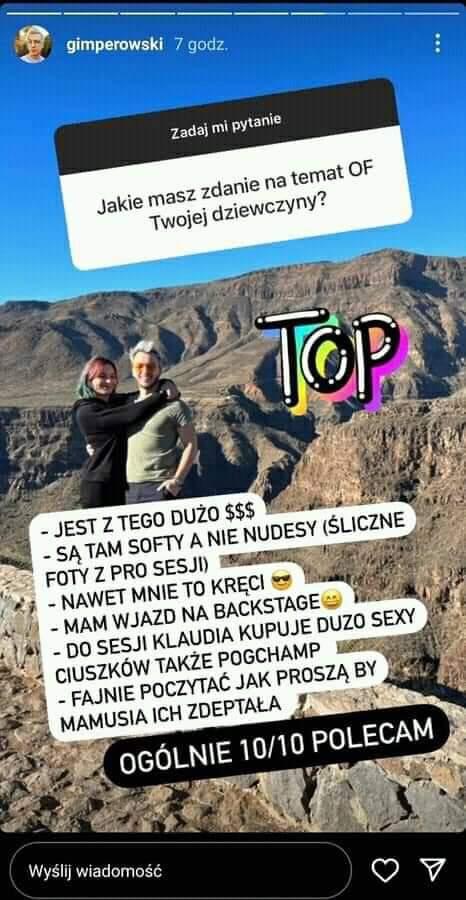 gimperowski 7 godz.
Zadaj mi pytanie
Jakie masz zdanie na temat OF
Twojej dziewczyny?
TOP
- JEST Z TEGO DUŻO $$$
- SĄ TAM SOFTY A NIE NUDESY (ŚLICZNE
FOTY Z PRO SESJI)
- NAWET MNIE TO KRĘCI 😎
- MAM WJAZD NA BACKSTAGE😄
- DO SESJI KLAUDIA KUPUJE DUZO SEXY
CIUSZKÓW TAKŻE POGCHAMP
- FAJNIE POCZYTAĆ JAK PROSZĄ BY
MAMUSIA ICH ZDEPTAŁA
OGÓLNIE 10/10 POLECAM
Wyślij wiadomość